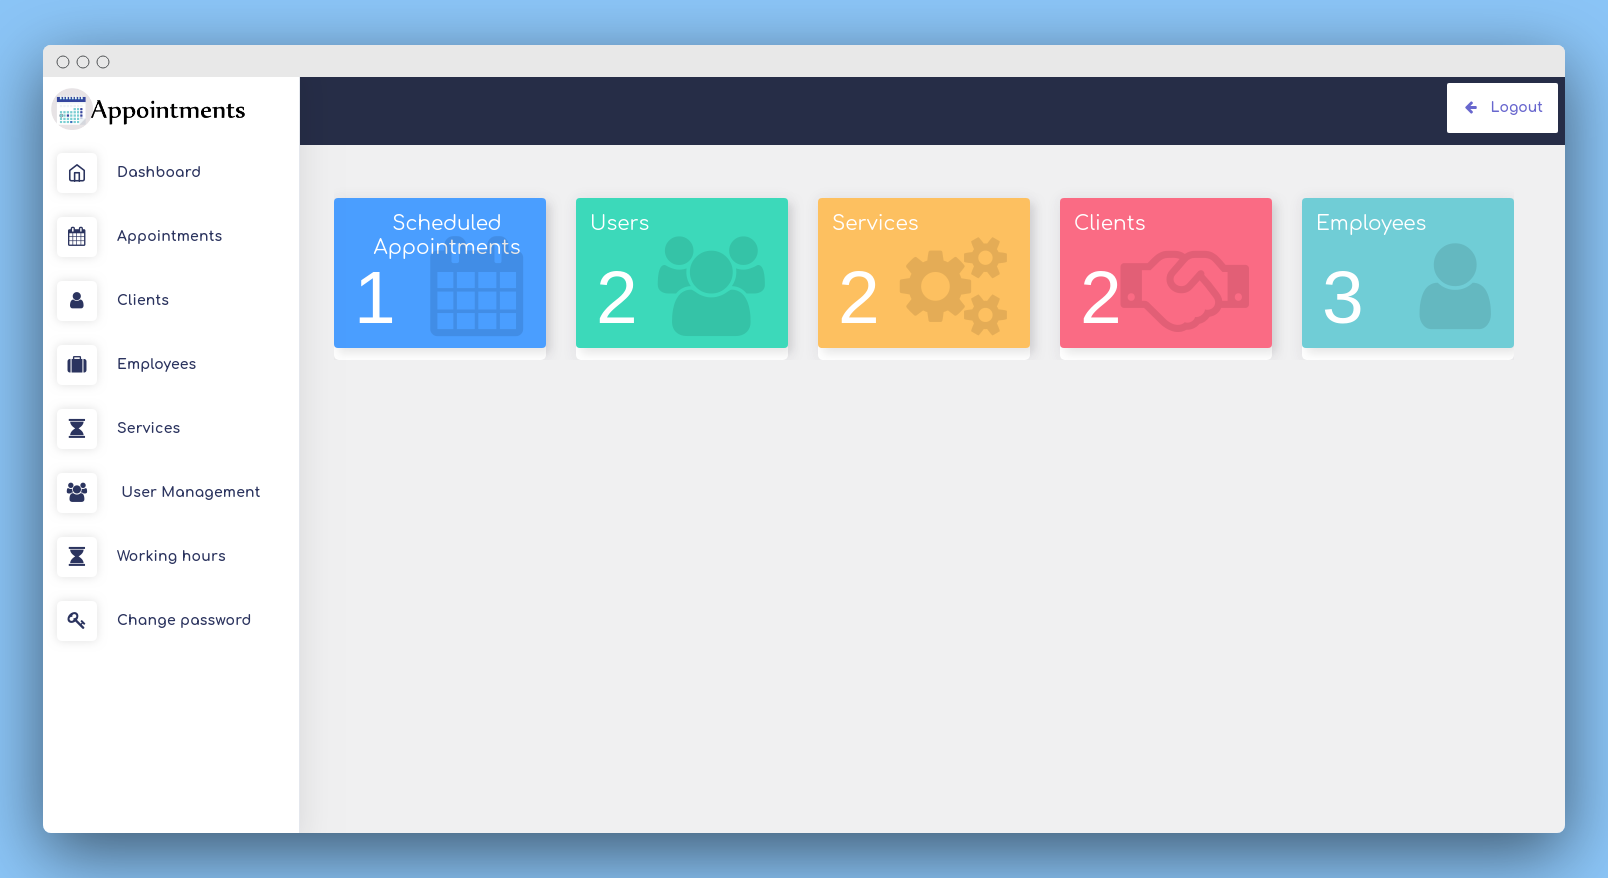 Appointments
Logout
Dashboard
Appointments
Clients
Employees
Services
User Management
Working hours
Change password
Scheduled
Appointments
1
Users
2
Services
2
Clients
2
Employees
3